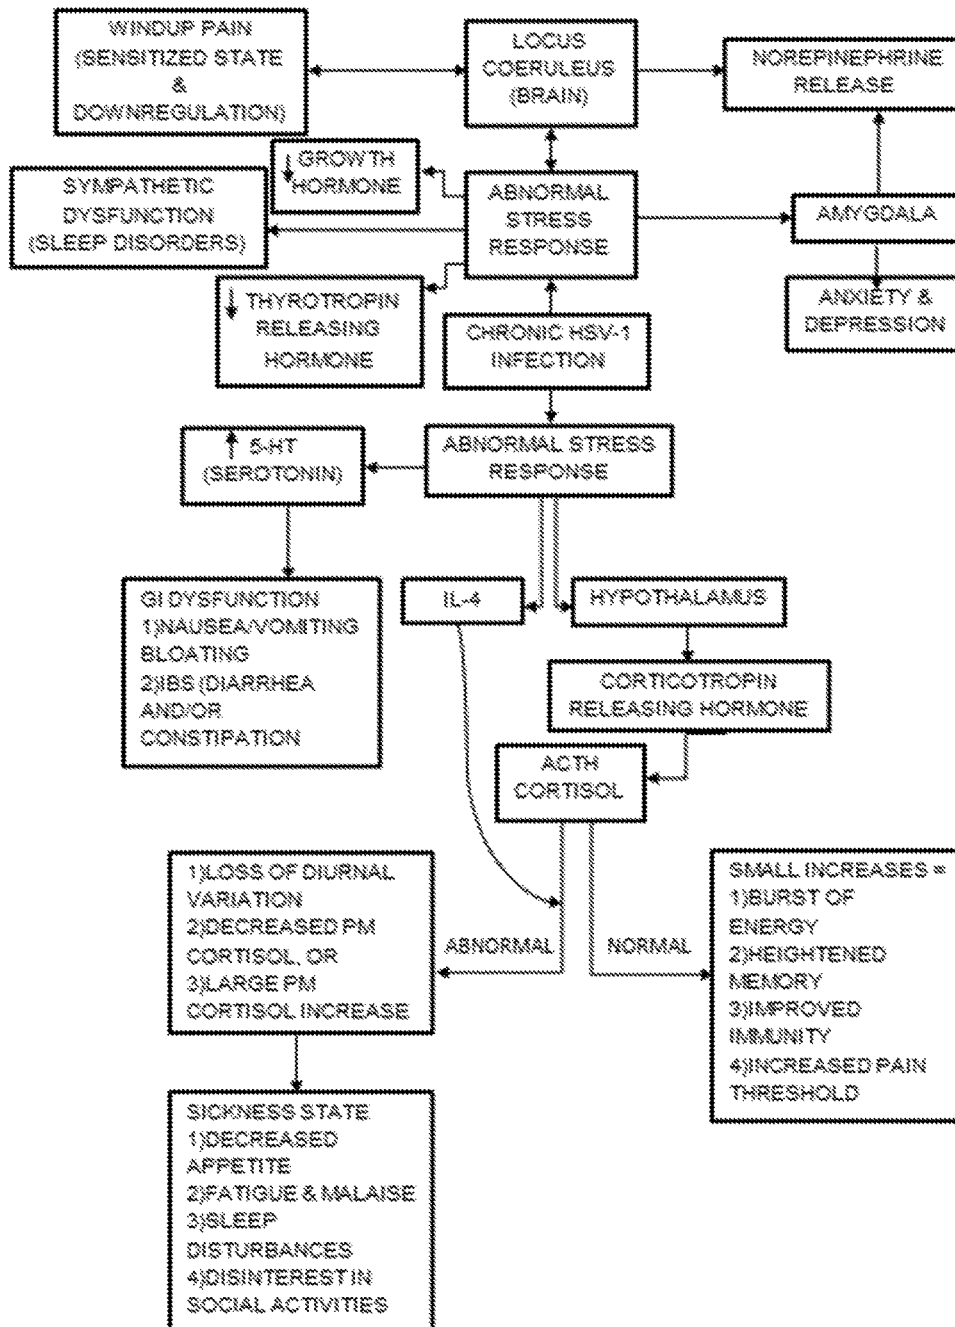 WINDUP PAIN
(SENSITIZED STATE
&
DOWNREGULATION)
LOCUS
COERULEUS
(BRAIN)
NOREPINEPHRINE
RELEASE
↓ GROWTH
HORMONE
SYMPATHETIC
DYSFUNCTION
(SLEEP DISORDERS)
ABNORMAL
STRESS
RESPONSE
AMYGDALA
↓ THYROTROPIN
RELEASING
HORMONE
ANXIETY &
DEPRESSION
CHRONIC HSV-1
INFECTION
↑ 5-HT
(SEROTONIN)
ABNORMAL STRESS
RESPONSE
GI DYSFUNCTION
1)NAUSEA/VOMITING
BLOATING
2)IBS (DIARRHEA
AND/OR
CONSTIPATION
IL-4
HYPOTHALAMUS
CORTICOTROPIN
RELEASING HORMONE
ACTH
CORTISOL
1)LOSS OF DIURNAL
VARIATION
2)DECREASED PM
CORTISOL, OR
3)LARGE PM
CORTISOL INCREASE
ABNORMAL
NORMAL
SMALL INCREASES =
1)BURST OF
ENERGY
2)HEIGHTENED
MEMORY
3)IMPROVED
IMMUNITY
4)INCREASED PAIN
THRESHOLD
SICKNESS STATE
1)DECREASED
APPETITE
2)FATIGUE & MALAISE
3)SLEEP
DISTURBANCES
4)DISINTEREST IN
SOCIAL ACTIVITIES